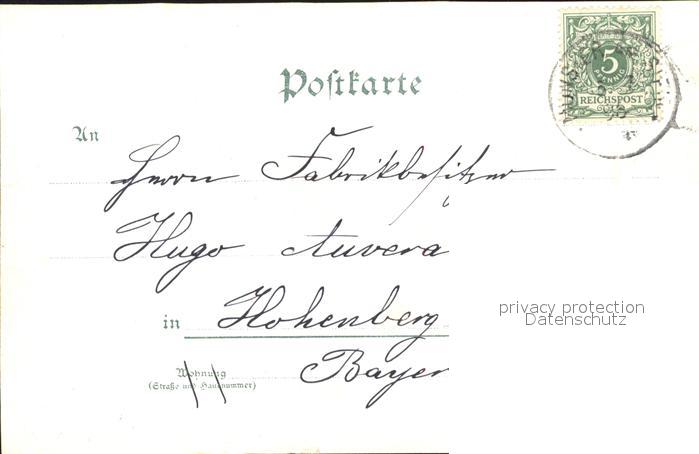 Postkarte
5
PFENNIG
REICHSPOST
An
Herrn Fabrikbesitzer
Hugo Auvera
in Hohenberg
Bayer
Wohnung
(Straße und Hausnummer)
privacy protection
Datenschutz